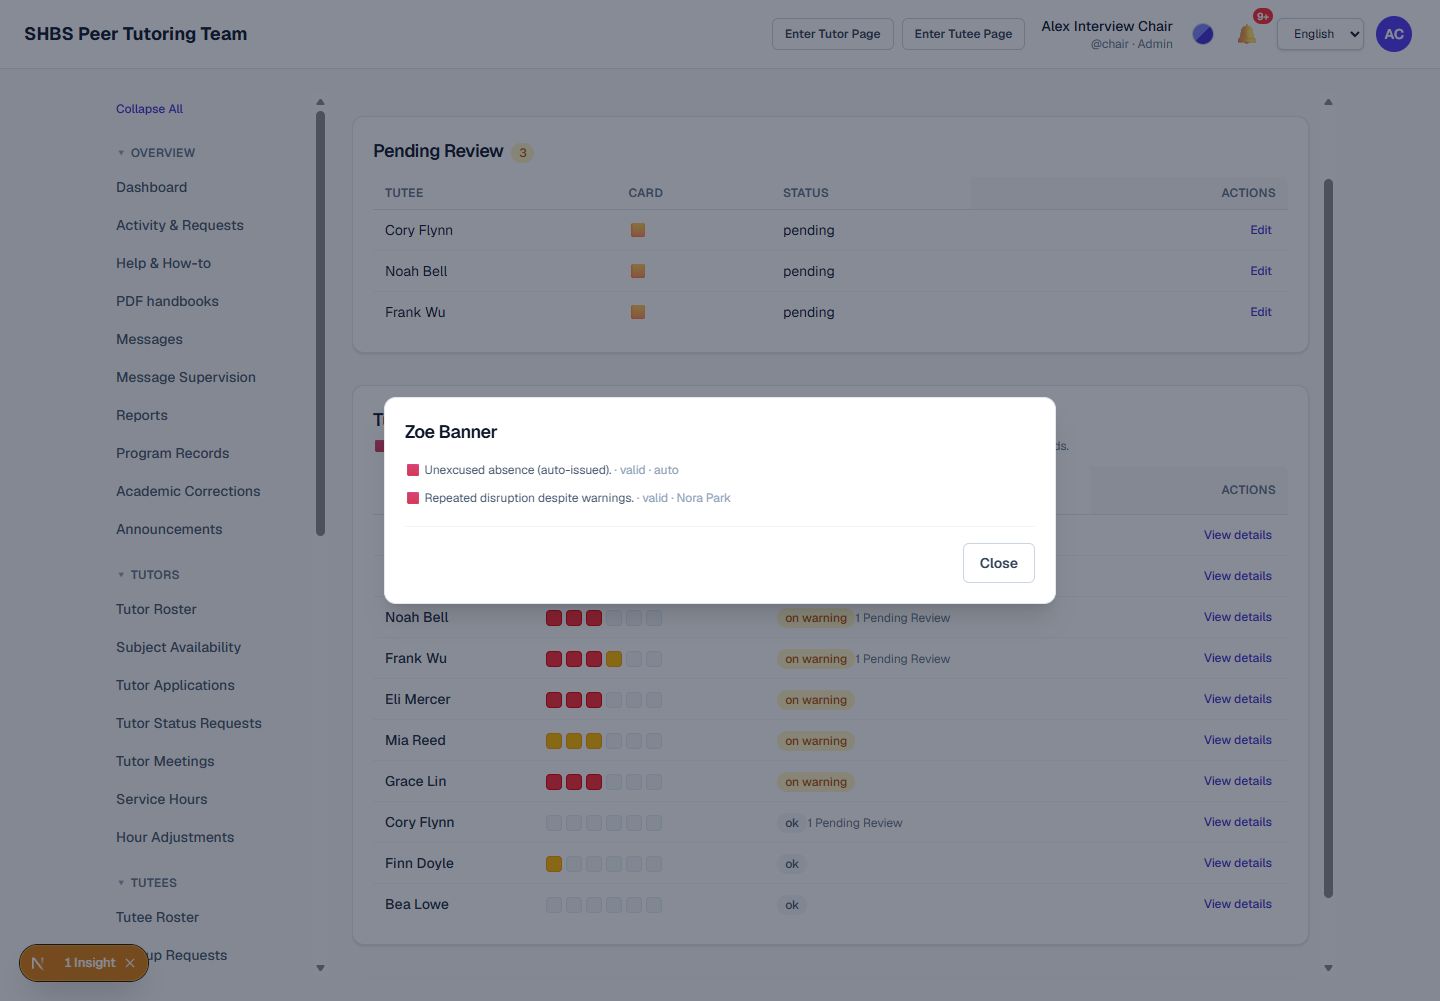 SHBS Peer Tutoring Team
Enter Tutor Page
Enter Tutee Page
Alex Interview Chair
@chair · Admin
9+
English
AC
Collapse All
OVERVIEW
Dashboard
Activity & Requests
Help & How-to
PDF handbooks
Messages
Message Supervision
Reports
Program Records
Academic Corrections
Announcements
TUTORS
Tutor Roster
Subject Availability
Tutor Applications
Tutor Status Requests
Tutor Meetings
Service Hours
Hour Adjustments
TUTEES
Tutee Roster
up Requests
1 Insight ×
Pending Review 3
TUTEE CARD STATUS ACTIONS
Cory Flynn pending Edit
Noah Bell pending Edit
Frank Wu pending Edit
ds.
ACTIONS
View details
View details
Zoe Banner
Unexcused absence (auto-issued). · valid · auto
Repeated disruption despite warnings. · valid · Nora Park
Close
Noah Bell on warning 1 Pending Review View details
Frank Wu on warning 1 Pending Review View details
Eli Mercer on warning View details
Mia Reed on warning View details
Grace Lin on warning View details
Cory Flynn ok 1 Pending Review View details
Finn Doyle ok View details
Bea Lowe ok View details